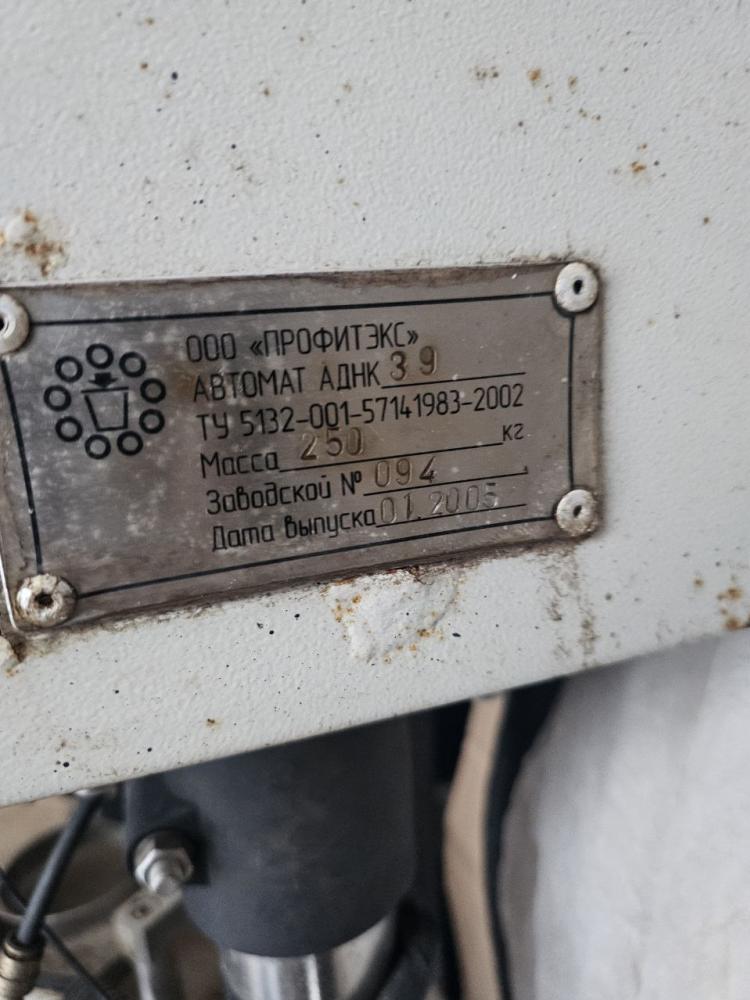 ООО «ПРОФИТЭКС»
АВТОМАТ АДНК 39
ТУ 5132-001-57141983-2002
Масса 250 кг
Заводской № 094
Дата выпуска 01.2005